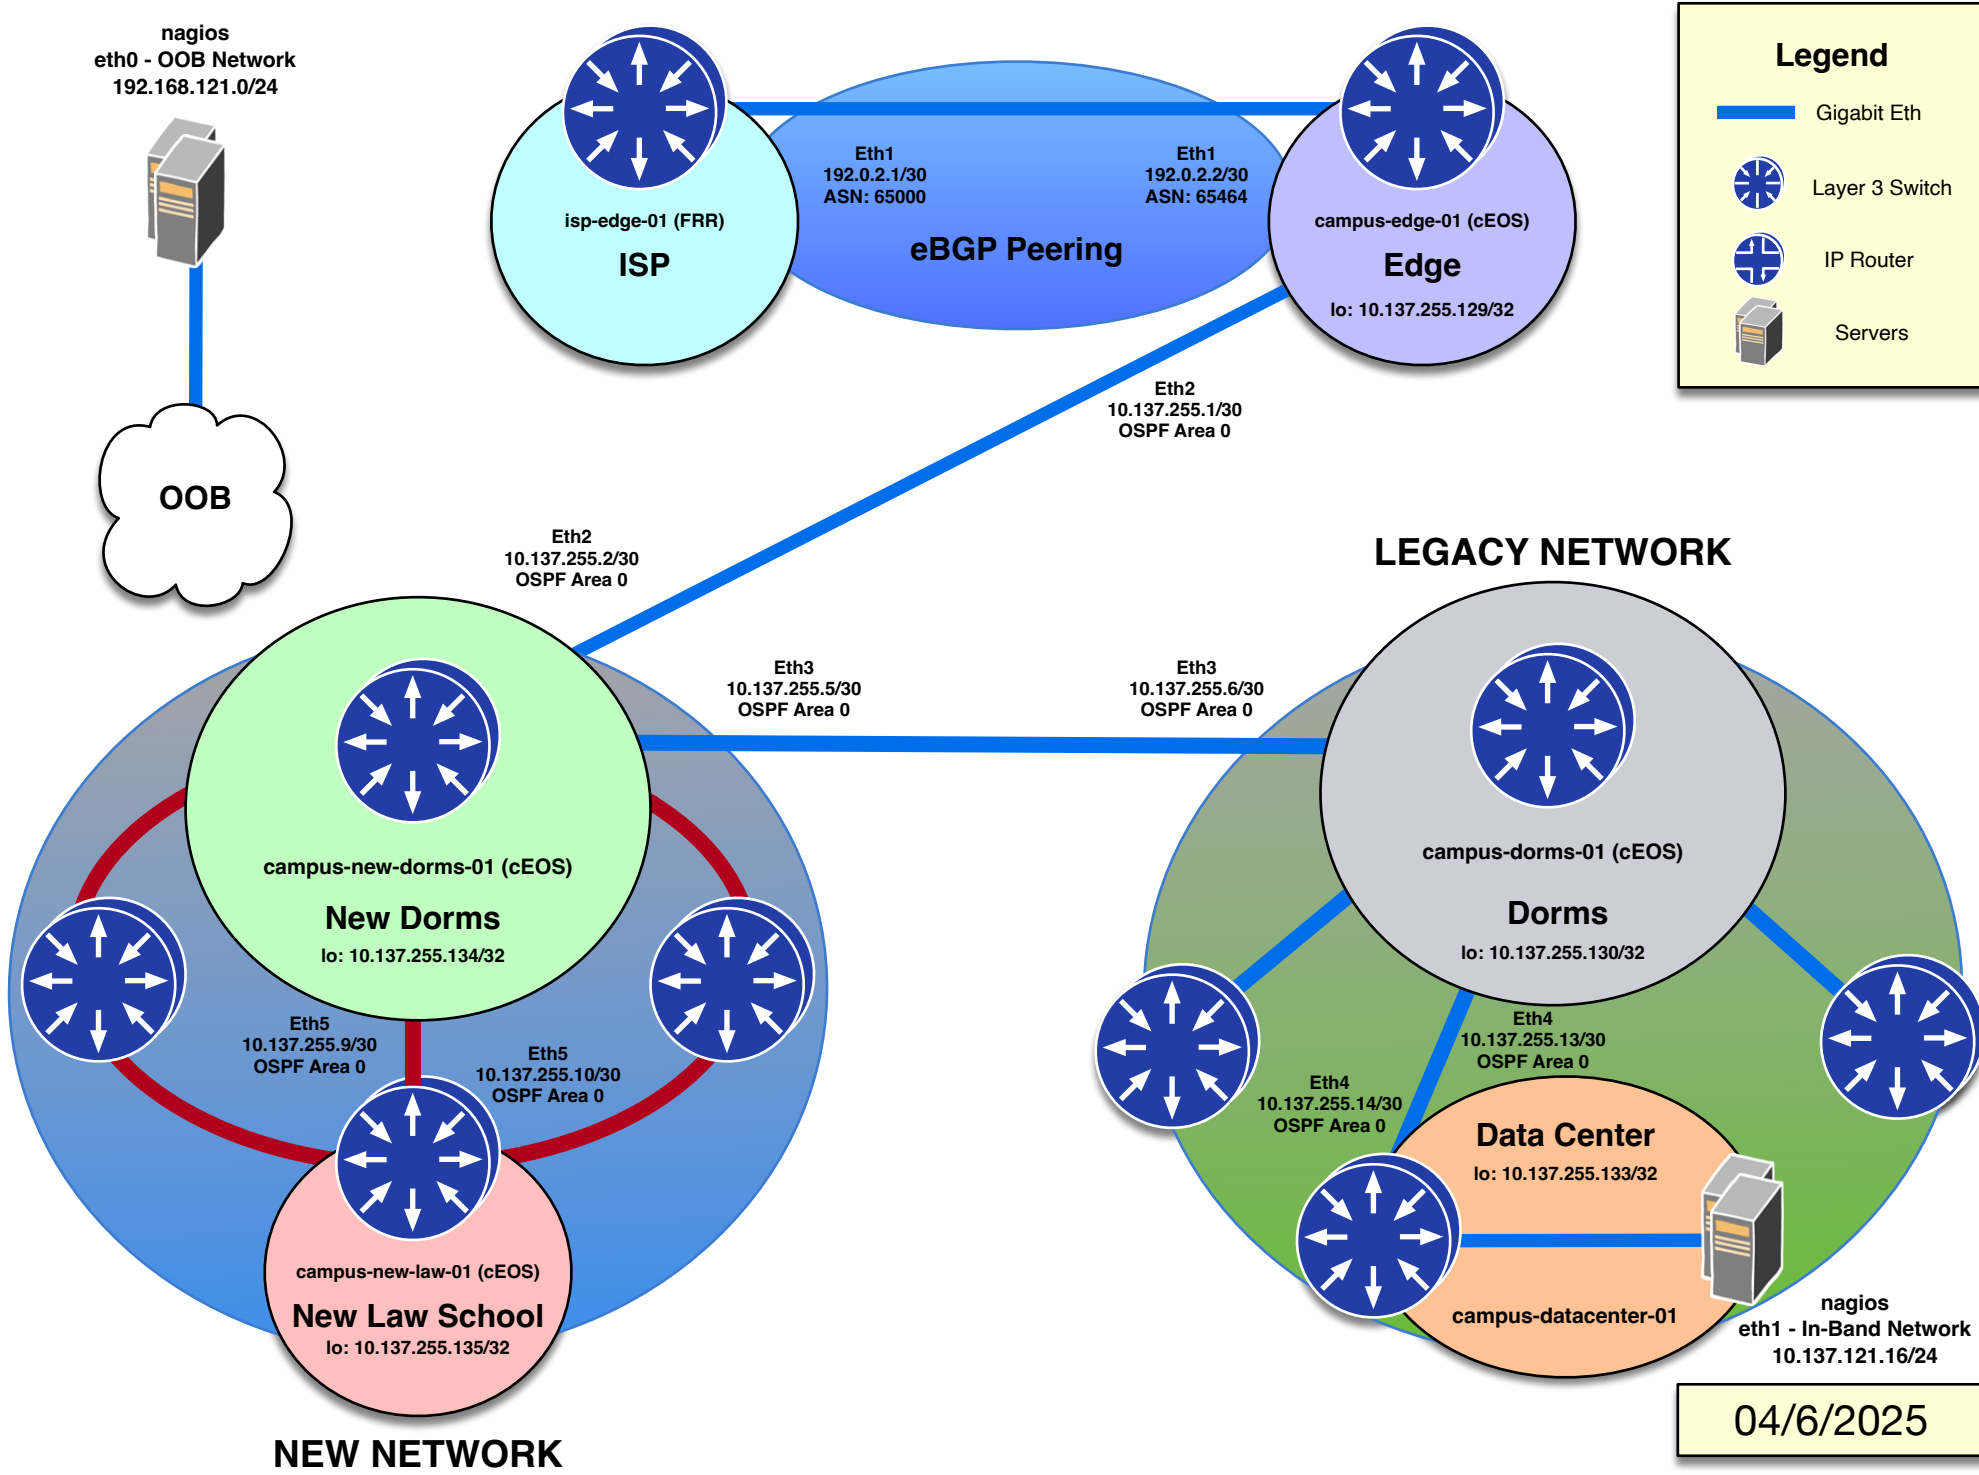 nagios
eth0 - OOB Network
192.168.121.0/24
OOB
isp-edge-01 (FRR)
ISP
Eth1
192.0.2.1/30
ASN: 65000
Eth1
192.0.2.2/30
ASN: 65464
eBGP Peering
campus-edge-01 (cEOS)
Edge
lo: 10.137.255.129/32
Legend
Gigabit Eth
Layer 3 Switch
IP Router
Servers
Eth2
10.137.255.1/30
OSPF Area 0
Eth2
10.137.255.2/30
OSPF Area 0
LEGACY NETWORK
Eth3
10.137.255.5/30
OSPF Area 0
Eth3
10.137.255.6/30
OSPF Area 0
campus-new-dorms-01 (cEOS)
New Dorms
lo: 10.137.255.134/32
Eth5
10.137.255.9/30
OSPF Area 0
Eth5
10.137.255.10/30
OSPF Area 0
campus-new-law-01 (cEOS)
New Law School
lo: 10.137.255.135/32
NEW NETWORK
campus-dorms-01 (cEOS)
Dorms
lo: 10.137.255.130/32
Eth4
10.137.255.13/30
OSPF Area 0
Eth4
10.137.255.14/30
OSPF Area 0
Data Center
lo: 10.137.255.133/32
campus-datacenter-01
nagios
eth1 - In-Band Network
10.137.121.16/24
04/6/2025